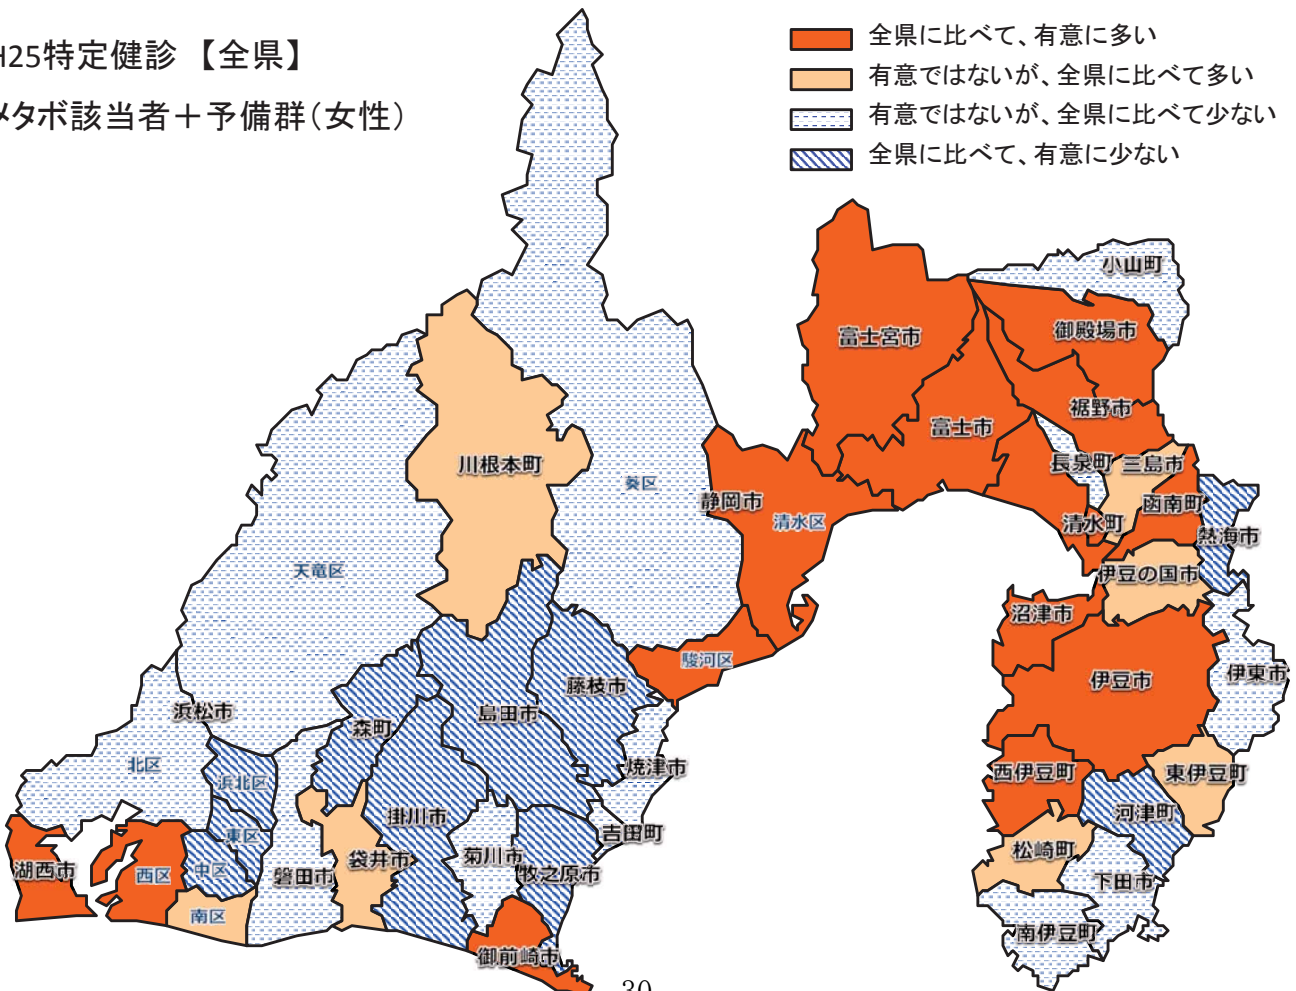 H25特定健診 【全県】
メタボ該当者＋予備群（女性）
全県に比べて、有意に多い
有意ではないが、全県に比べて多い
有意ではないが、全県に比べて少ない
全県に比べて、有意に少ない
小山町
御殿場市
富士宮市
裾野市
富士市
長泉町
三島市
川根本町
葵区
静岡市
清水区
函南町
清水町
熱海市
天竜区
伊豆の国市
沼津市
駿河区
伊東市
伊豆市
藤枝市
島田市
浜松市
森町
焼津市
北区
浜北区
西伊豆町
東伊豆町
掛川市
河津町
東区
吉田町
湖西市
西区
中区
磐田市
袋井市
菊川市
牧之原市
松崎町
下田市
南区
南伊豆町
御前崎市
30